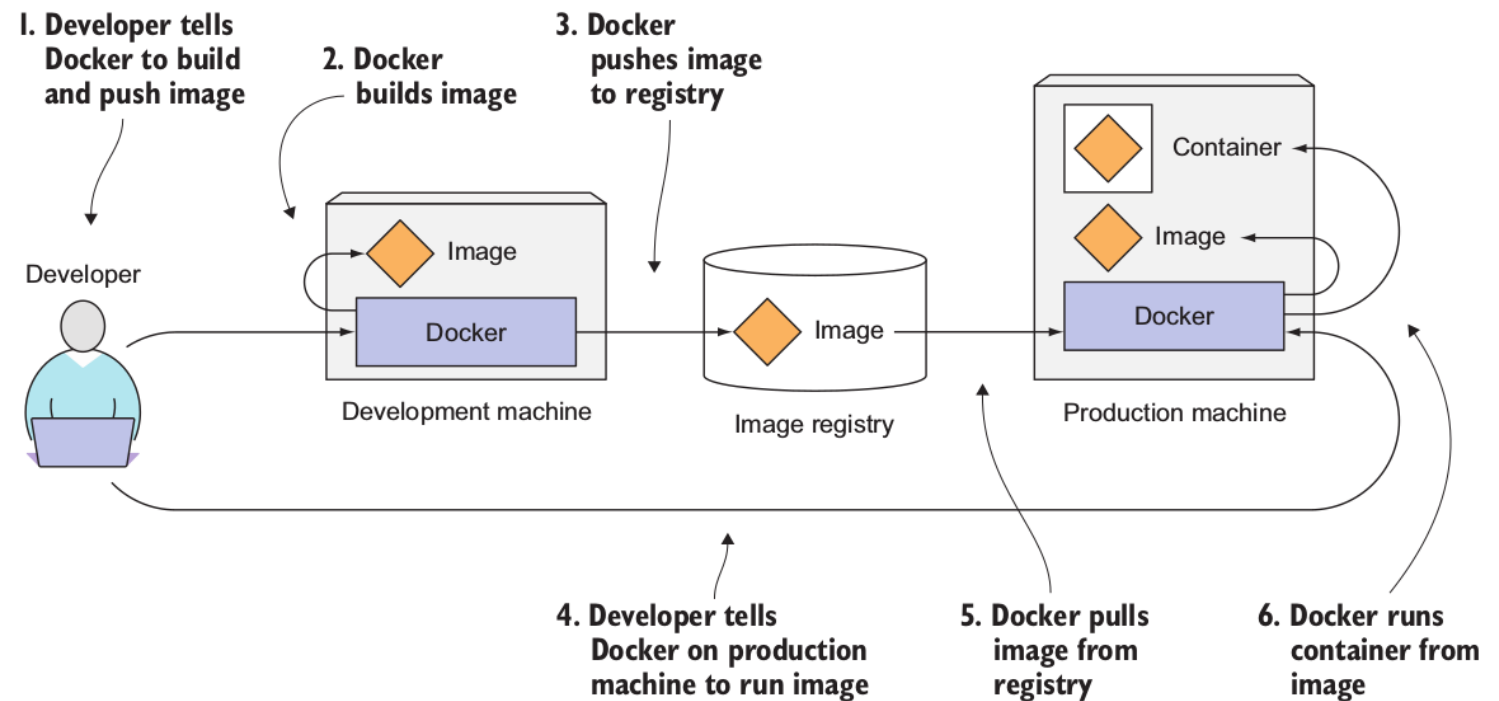 1. Developer tells
Docker to build
and push image
2. Docker
builds image
3. Docker
pushes image
to registry
Container
Image
Docker
Developer
Image
Docker
Image
Development machine
Image registry
Production machine
4. Developer tells
Docker on production
machine to run image
5. Docker pulls
image from
registry
6. Docker runs
container from
image